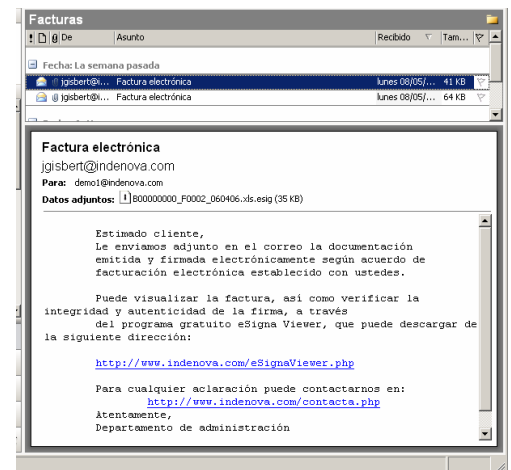 Facturas
! De Asunto Recibido Tam...
Fecha: La semana pasada
jgisbert@i... Factura electrónica lunes 08/05/... 41 KB
jgisbert@i... Factura electrónica lunes 08/05/... 64 KB
Factura electrónica
jgisbert@indenova.com
Para: demo1@indenova.com
Datos adjuntos: B00000000_F0002_060406.xls.esig (35 KB)
Estimado cliente,
Le enviamos adjunto en el correo la documentación
emitida y firmada electrónicamente según acuerdo de
facturación electrónica establecido con ustedes.
Puede visualizar la factura, así como verificar la
integridad y autenticidad de la firma, a través
del programa gratuito eSigna Viewer, que puede descargar de
la siguiente dirección:
http://www.indenova.com/eSignaViewer.php
Para cualquier aclaración puede contactarnos en:
http://www.indenova.com/contacta.php
Atentamente,
Departamento de administración